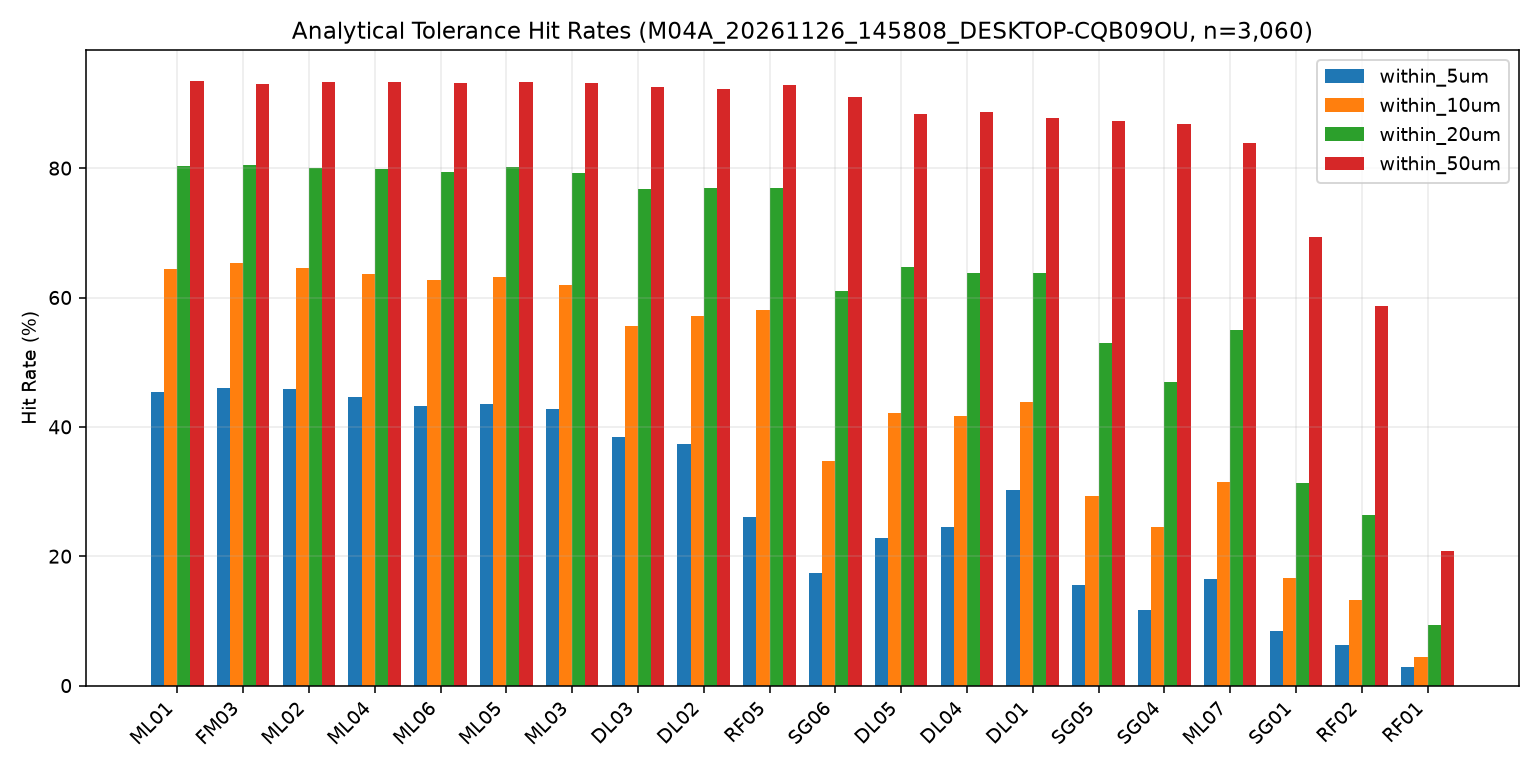 Analytical Tolerance Hit Rates (M04A_20261126_145808_DESKTOP-CQB09OU, n=3,060)
within_5um
within_10um
within_20um
within_50um
Hit Rate (%)
80
60
40
20
0
ML01 FM03 ML02 ML04 ML06 ML05 ML03 DL03 DL02 RF05 SG06 DL05 DL04 DL01 SG05 SG04 ML07 SG01 RF02 RF01